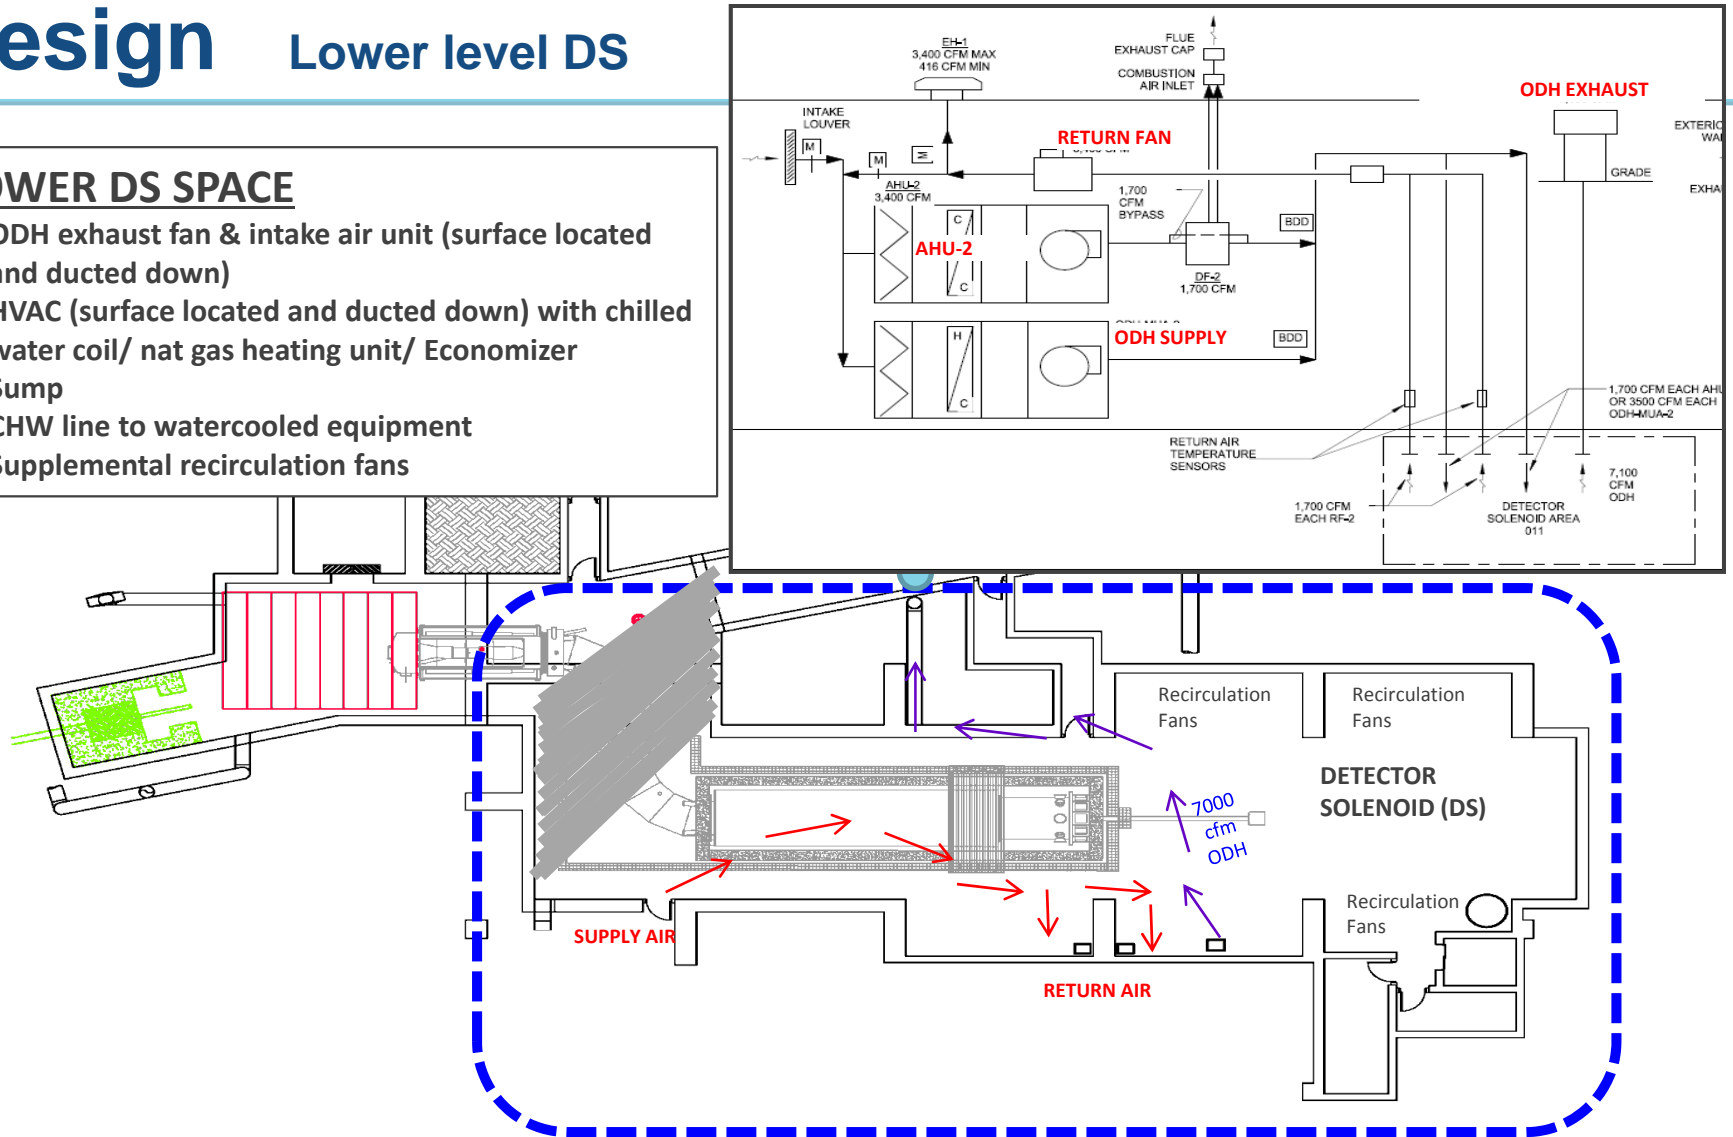 esign Lower level DS
OWER DS SPACE
ODH exhaust fan & intake air unit (surface located
and ducted down)
HVAC (surface located and ducted down) with chilled
water coil/ nat gas heating unit/ Economizer
Sump
CHW line to watercooled equipment
Supplemental recirculation fans
EH-1
3,400 CFM MAX
416 CFM MIN
FLUE
EXHAUST CAP
COMBUSTION
AIR INLET
ODH EXHAUST
INTAKE
LOUVER
M
M
M
RETURN FAN
EXTERIO
WAL
GRADE
EXHA
AHU-2
3,400 CFM
1,700
CFM
BYPASS
BDD
C
C
AHU-2
DF-2
1,700 CFM
ODH SUPPLY
BDD
H
C
1,700 CFM EACH AHU
OR 3500 CFM EACH
ODH-MUA-2
RETURN AIR
TEMPERATURE
SENSORS
7,100
CFM
ODH
1,700 CFM
EACH RF-2
DETECTOR
SOLENOID AREA
011
Recirculation
Fans
Recirculation
Fans
DETECTOR
SOLENOID (DS)
7000
cfm
ODH
Recirculation
Fans
SUPPLY AIR
RETURN AIR